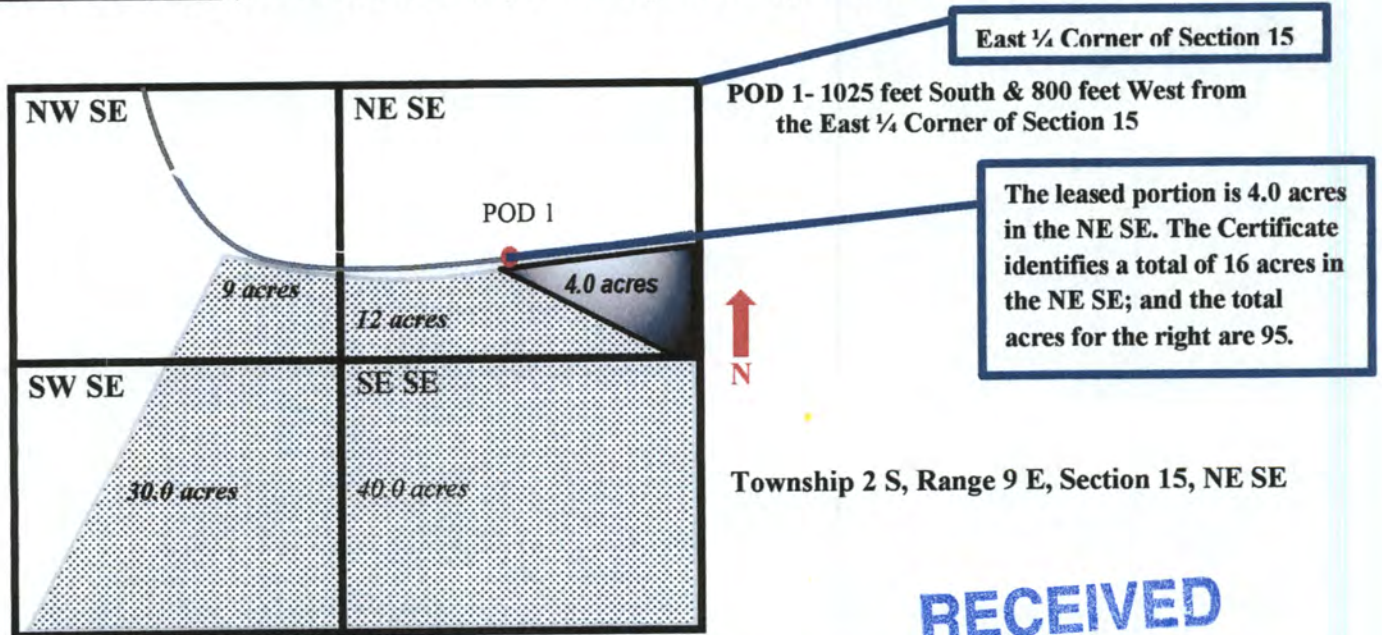 East ¼ Corner of Section 15
NW SE
NE SE
POD 1- 1025 feet South & 800 feet West from
the East ¼ Corner of Section 15
POD 1
The leased portion is 4.0 acres
in the NE SE. The Certificate
identifies a total of 16 acres in
the NE SE; and the total
acres for the right are 95.
4.0 acres
9 acres
12 acres
N
SW SE
SE SE
30.0 acres
40.0 acres
Township 2 S, Range 9 E, Section 15, NE SE
RECEIVED